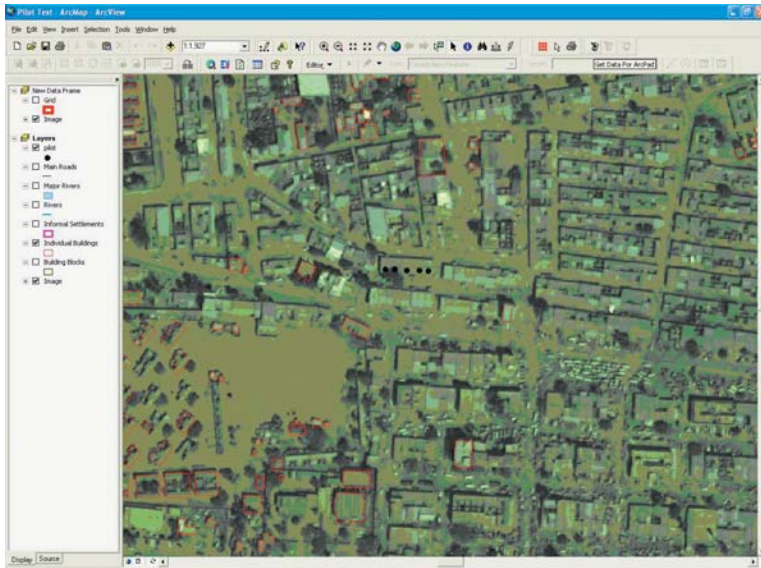 Pilot Test - ArcMap - ArcView
File Edit View Insert Selection Tools Window Help
1:1,927
Editor
Get Data For ArcPad
New Data Frame
Grid
Image
Layers
pilot
Main Roads
Major Rivers
Rivers
Informal Settlements
Individual Buildings
Building Blocks
Image
Display Source